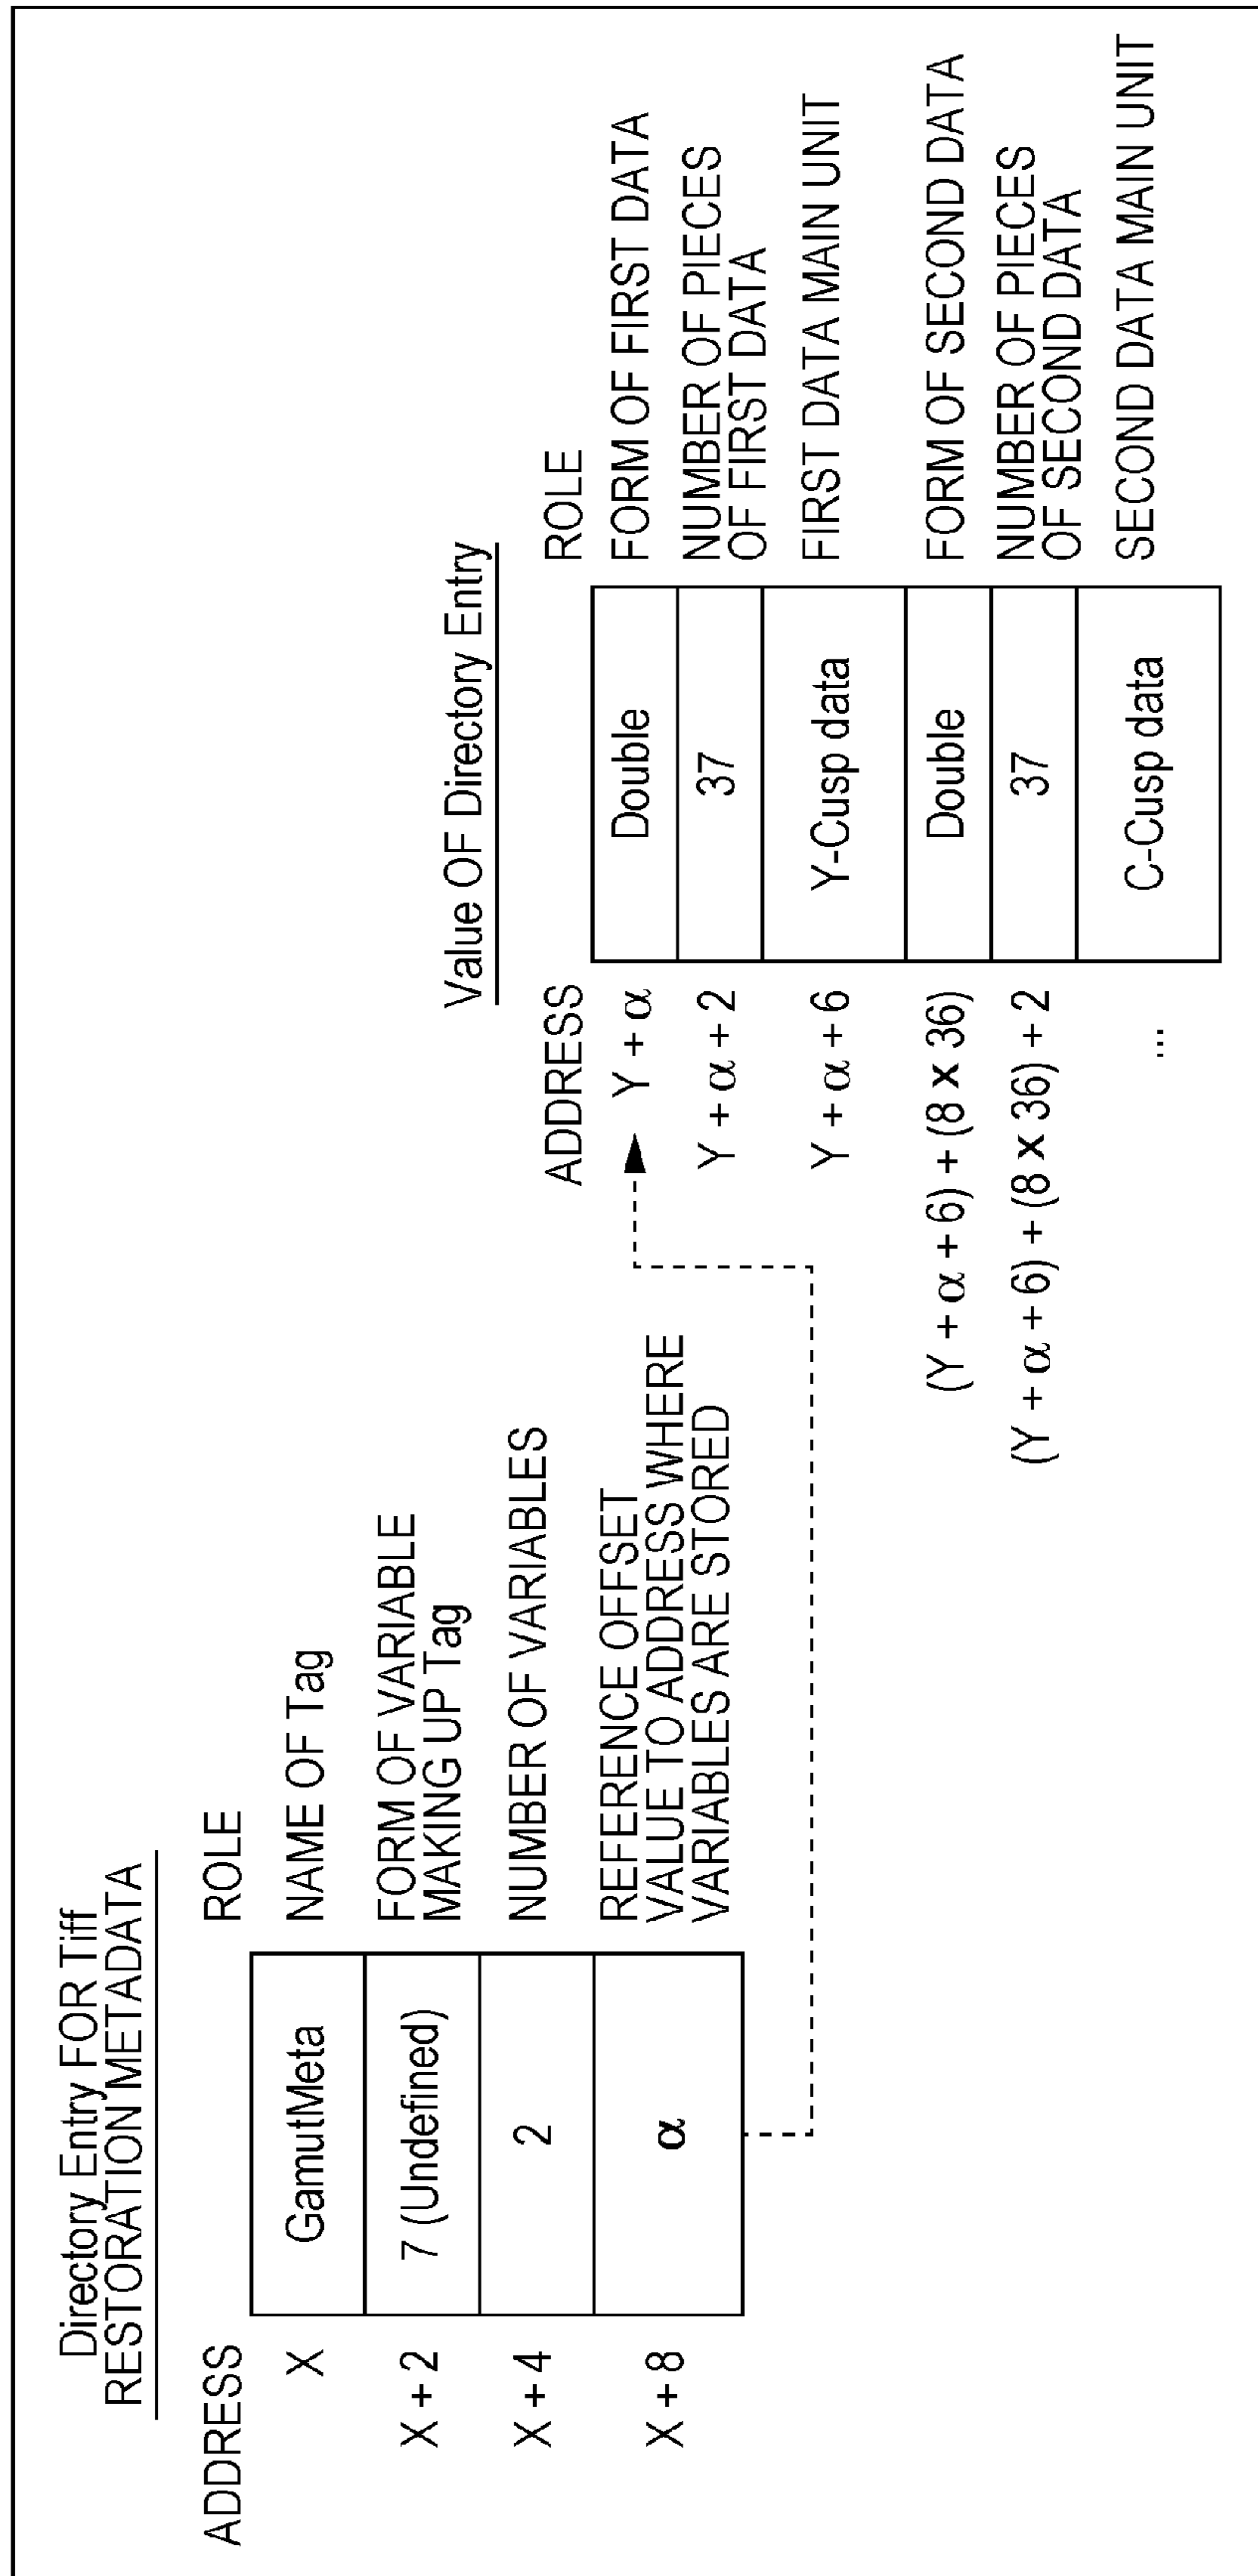 Directory Entry FOR Tiff
RESTORATION METADATA
ADDRESS
ROLE
X
GamutMeta
NAME OF Tag
X + 2
7 (Undefined)
FORM OF VARIABLE
MAKING UP Tag
X + 4
2
NUMBER OF VARIABLES
X + 8
α
REFERENCE OFFSET
VALUE TO ADDRESS WHERE
VARIABLES ARE STORED
Value OF Directory Entry
ADDRESS
ROLE
Y + α
Double
FORM OF FIRST DATA
Y + α + 2
37
NUMBER OF PIECES
OF FIRST DATA
Y + α + 6
Y-Cusp data
FIRST DATA MAIN UNIT
(Y + α + 6) + (8 x 36)
Double
FORM OF SECOND DATA
(Y + α + 6) + (8 x 36) + 2
37
NUMBER OF PIECES
OF SECOND DATA
...
C-Cusp data
SECOND DATA MAIN UNIT